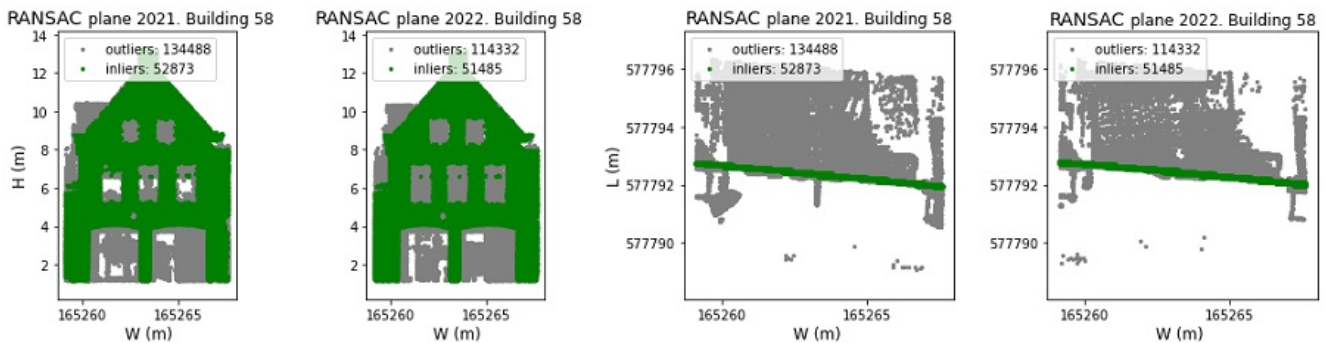 RANSAC plane 2021. Building 58
outliers: 134488
inliers: 52873
14
12
10
8
6
4
2
H (m)
165260
165265
W (m)
RANSAC plane 2022. Building 58
outliers: 114332
inliers: 51485
14
12
10
8
6
4
2
165260
165265
W (m)
RANSAC plane 2021. Building 58
outliers: 134488
inliers: 52873
577796
577794
577792
577790
L (m)
165260
165265
W (m)
RANSAC plane 2022. Building 58
outliers: 114332
inliers: 51485
577796
577794
577792
577790
165260
165265
W (m)